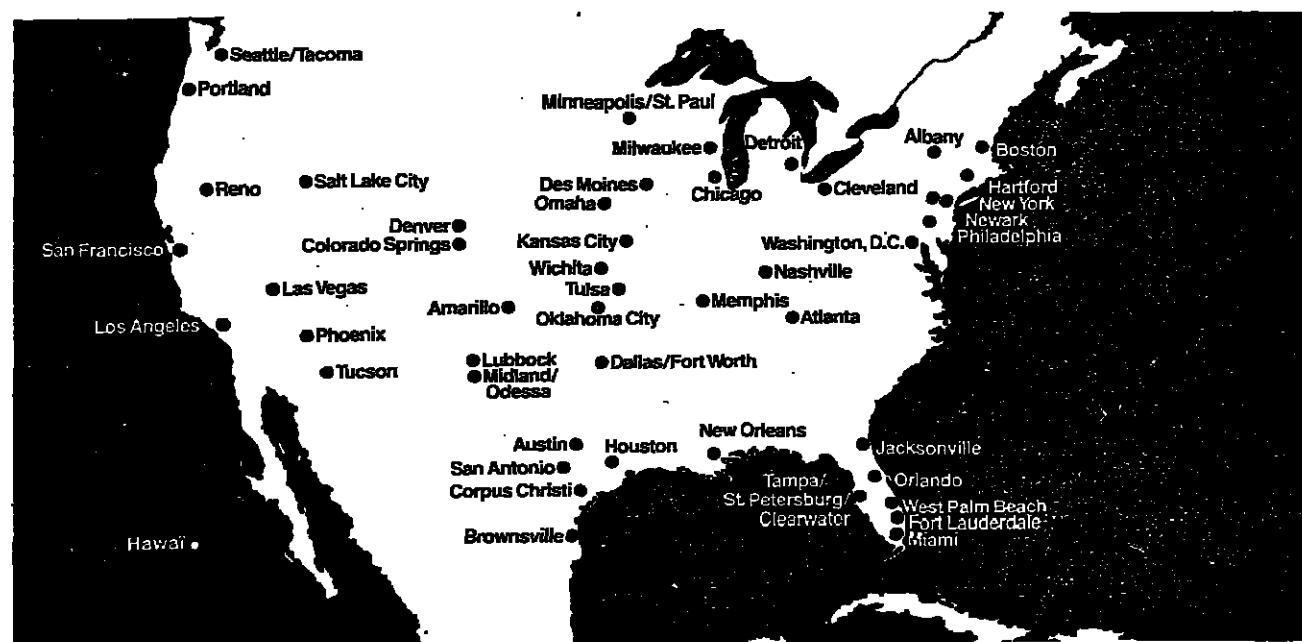 Seattle/Tacoma
Portland
Minneapolis/St. Paul
Milwaukee
Detroit
Albany
Boston
Reno
Salt Lake City
Des Moines
Omaha
Chicago
Cleveland
Hartford
New York
Newark
Philadelphia
Denver
Colorado Springs
Kansas City
Washington, D.C.
San Francisco
Wichita
Nashville
Las Vegas
Tulsa
Amarillo
Oklahoma City
Memphis
Atlanta
Los Angeles
Phoenix
Tucson
Lubbock
Midland/
Odessa
Dallas/Fort Worth
Austin
Houston
New Orleans
Jacksonville
San Antonio
Corpus Christi
Tampa/
St. Petersburg/
Clearwater
Orlando
West Palm Beach
Fort Lauderdale
Miami
Brownsville
Hawaï